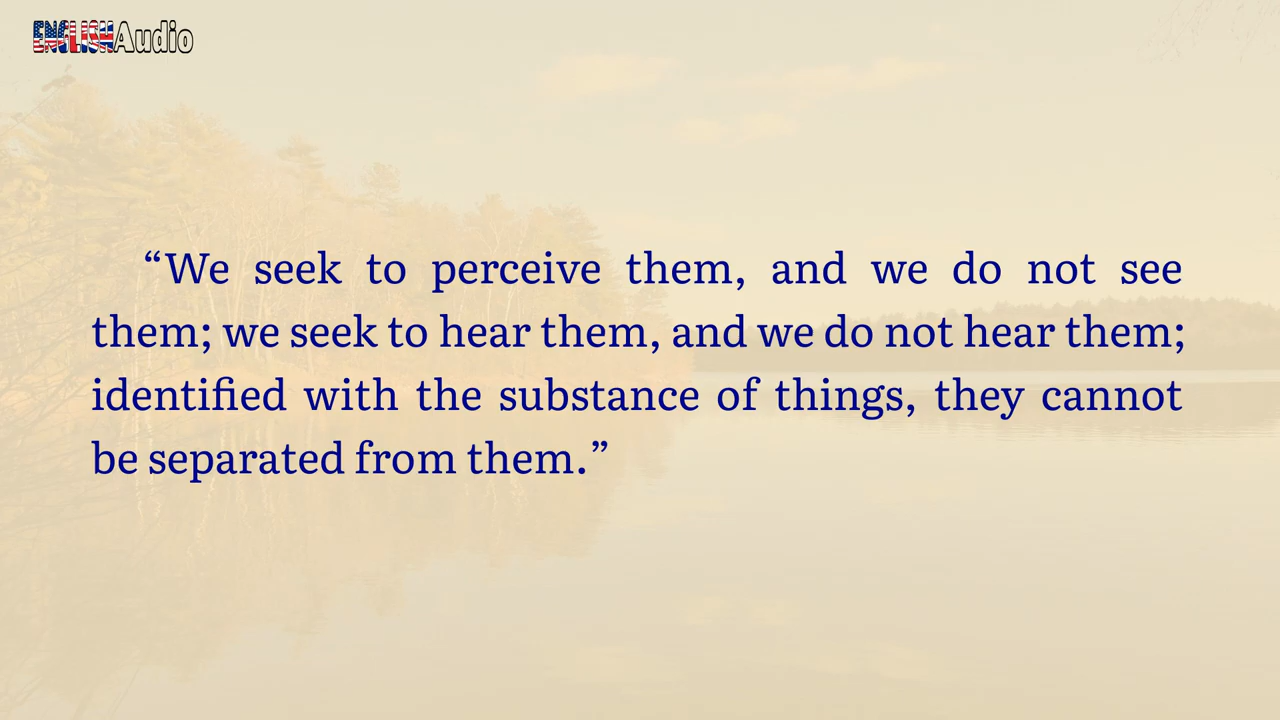 ENGLISHAudio
“We seek to perceive them, and we do not see
them; we seek to hear them, and we do not hear them;
identified with the substance of things, they cannot
be separated from them.”